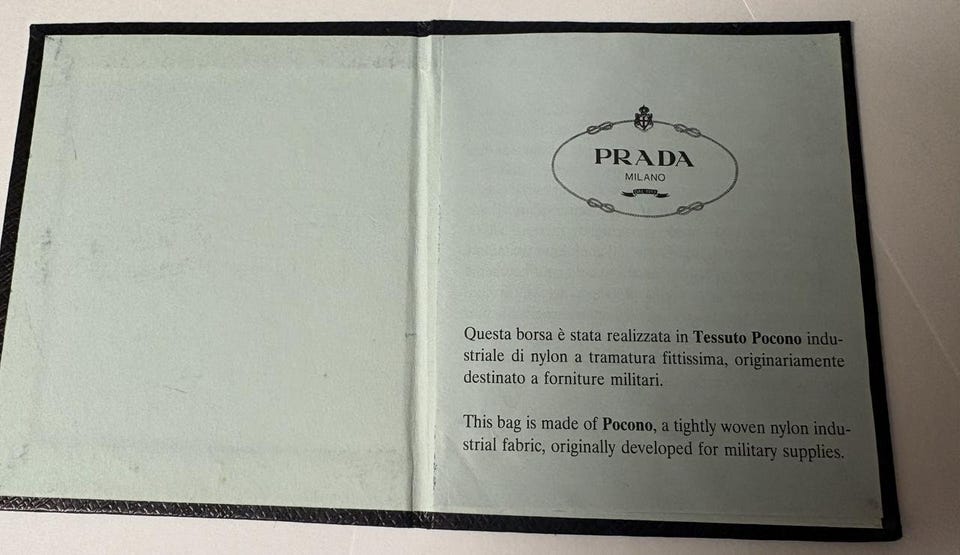 PRADA
MILANO
Questa borsa è stata realizzata in Tessuto Pocono indu-
striale di nylon a tramatura fittissima, originariamente
destinato a forniture militari.
This bag is made of Pocono, a tightly woven nylon indu-
strial fabric, originally developed for military supplies.